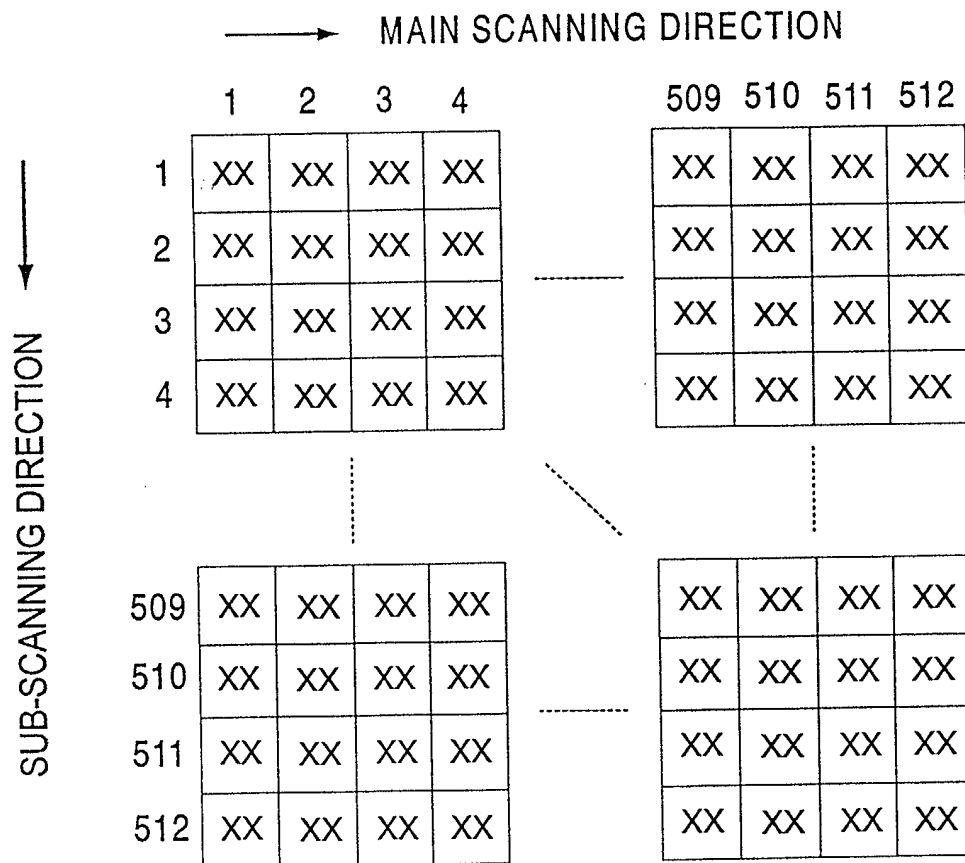 MAIN SCANNING DIRECTION
1 2 3 4 509 510 511 512
1 XX XX XX XX XX XX XX XX
2 XX XX XX XX XX XX XX XX
3 XX XX XX XX XX XX XX XX
4 XX XX XX XX XX XX XX XX
SUB-SCANNING DIRECTION
509 XX XX XX XX XX XX XX XX
510 XX XX XX XX XX XX XX XX
511 XX XX XX XX XX XX XX XX
512 XX XX XX XX XX XX XX XX